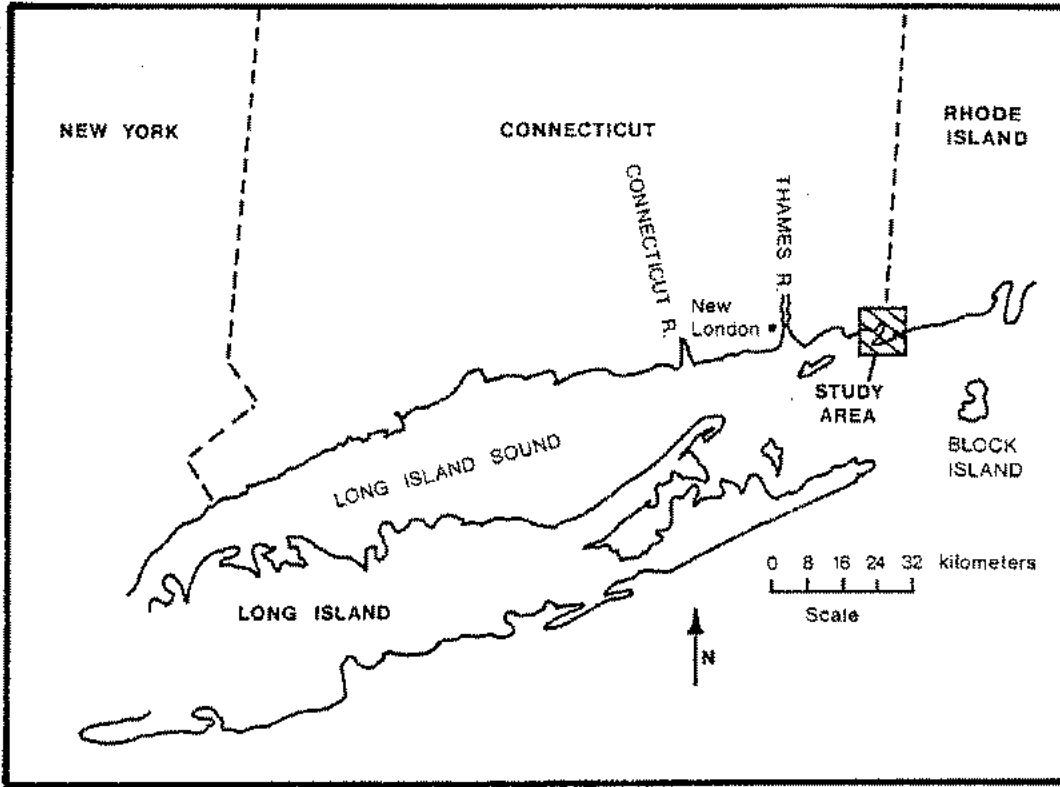 NEW YORK
CONNECTICUT
RHODE
ISLAND
CONNECTICUT R.
THAMES R.
New
London
STUDY
AREA
BLOCK
ISLAND
LONG ISLAND SOUND
LONG ISLAND
0 8 16 24 32 kilometers
Scale
N